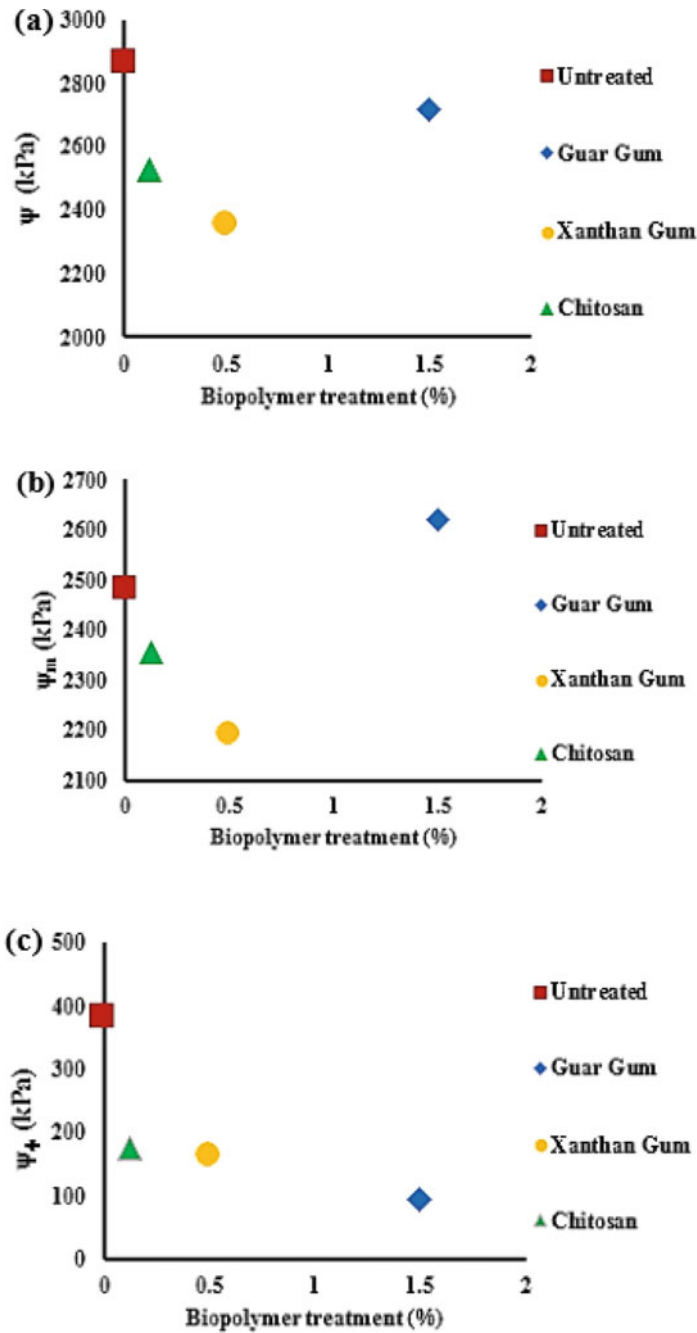 (a)
3000
2800
2600
2400
2200
2000
Ψ (kPa)
0 0.5 1 1.5 2
Biopolymer treatment (%)
Untreated
Guar Gum
Xanthan Gum
Chitosan
(b)
2700
2600
2500
2400
2300
2200
2100
Ψm (kPa)
0 0.5 1 1.5 2
Biopolymer treatment (%)
Untreated
Guar Gum
Xanthan Gum
Chitosan
(c)
500
400
300
200
100
0
Ψ✦ (kPa)
0 0.5 1 1.5 2
Biopolymer treatment (%)
Untreated
Guar Gum
Xanthan Gum
Chitosan